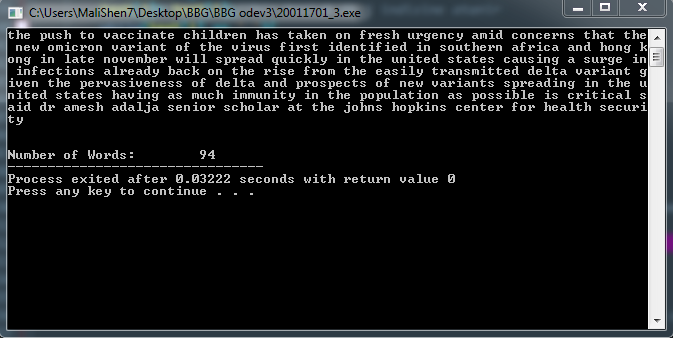 C:\Users\MaliShen7\Desktop\BBG\BBG odev3\20011701_3.exe
the push to vaccinate children has taken on fresh urgency amid concerns that the
 new omicron variant of the virus first identified in southern africa and hong k
ong in late november will spread quickly in the united states causing a surge in
 infections already back on the rise from the easily transmitted delta variant g
iven the pervasiveness of delta and prospects of new variants spreading in the u
nited states having as much immunity in the population as possible is critical s
aid dr amesh adalja senior scholar at the johns hopkins center for health securi
ty
Number of Words:        94
--------------------------------
Process exited after 0.03222 seconds with return value 0
Press any key to continue . . .